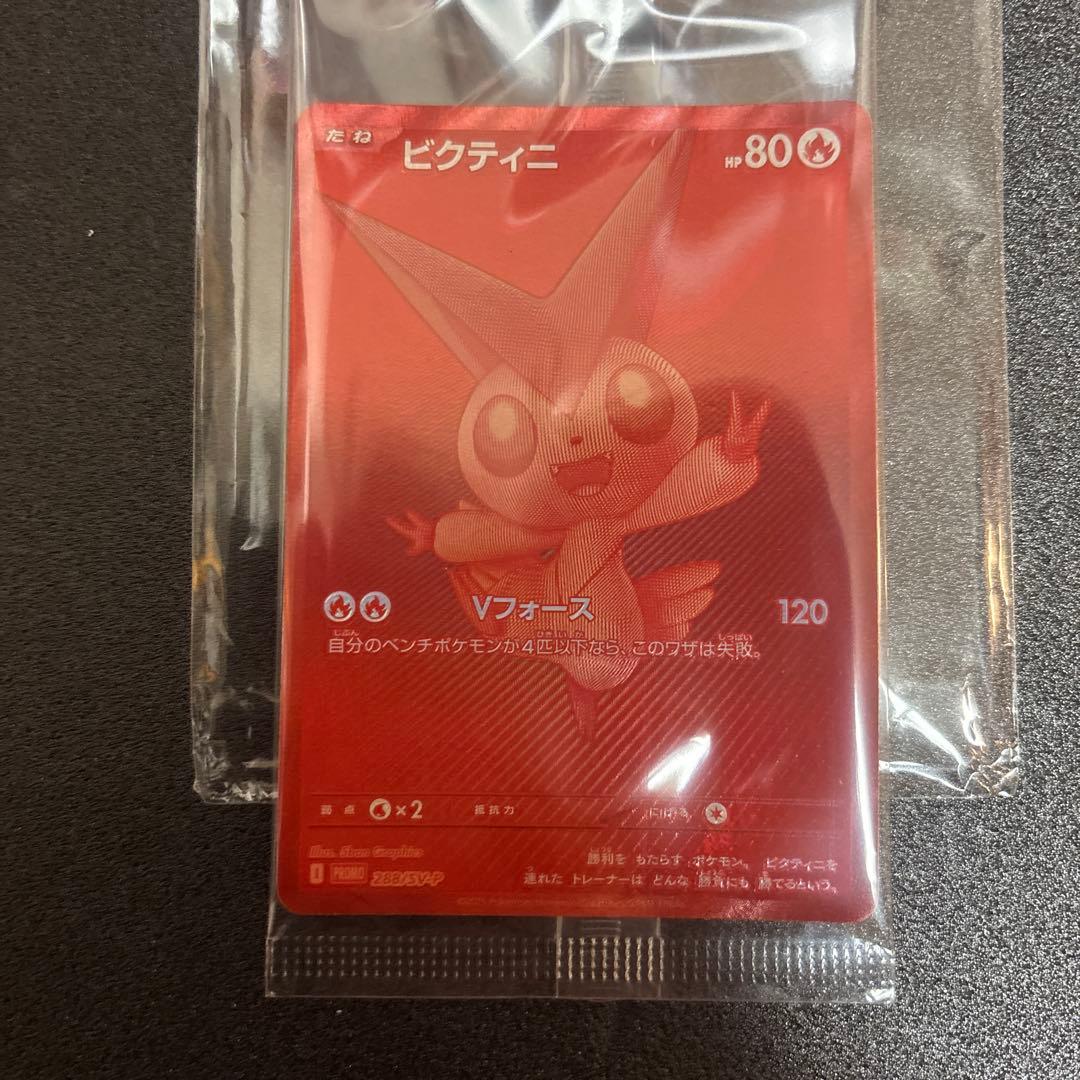 たね ビクティニ HP 80
Vフォース 120
自分のベンチポケモンが4匹以下なら、このワザは失敗。
弱点 ×2 抵抗力 にげる
Illus. 5ban Graphics
I PROMO 288/SV-P
勝利を もたらす ポケモン。 ビクティニを
連れた トレーナーは どんな 勝負にも 勝てるという。